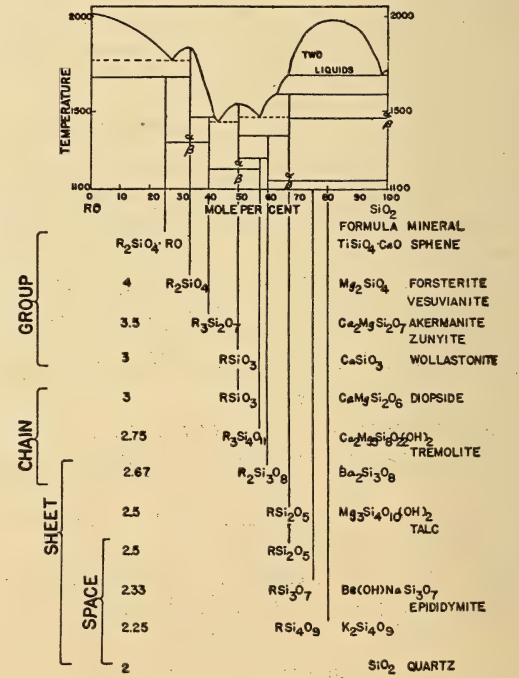 2000 2000
TWO
LIQUIDS
TEMPERATURE
1500 1500
α
β
α
β
α
β
α
β
1100 1100
0 10 20 30 40 50 60 70 80 90 100
RO MOLE PER CENT SiO2
FORMULA MINERAL
R2SiO4·RO TiSiO4·CaO SPHENE
4 R2SiO4 Mg2SiO4 FORSTERITE
VESUVIANITE
GROUP
3.5 R3Si2O7 Ca2MgSi2O7 AKERMANITE
ZUNYITE
3 RSiO3 CaSiO3 WOLLASTONITE
3 RSiO3 CaMgSi2O6 DIOPSIDE
CHAIN
2.75 R3Si4O11 Ca2Mg5Si8O22(OH)2
TREMOLITE
2.67 R2Si3O8 Ba2Si3O8
SHEET
2.5 RSi2O5 Mg3Si4O10(OH)2
TALC
2.5 RSi2O5
SPACE
2.33 RSi3O7 Be(OH)NaSi3O7
EPIDIDYMITE
2.25 RSi4O9 K2Si4O9
2 SiO2 QUARTZ